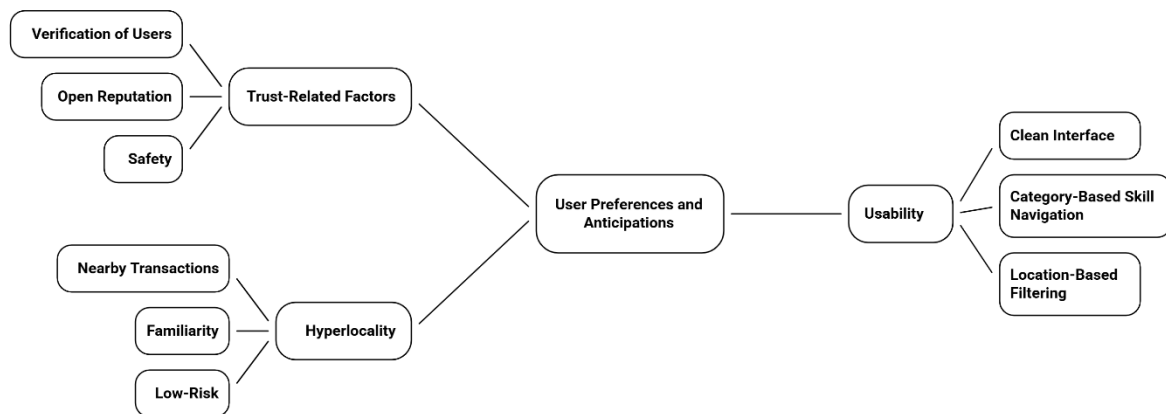 Verification of Users
Open Reputation
Safety
Trust-Related Factors
Nearby Transactions
Familiarity
Low-Risk
Hyperlocality
User Preferences and
Anticipations
Usability
Clean Interface
Category-Based Skill
Navigation
Location-Based
Filtering